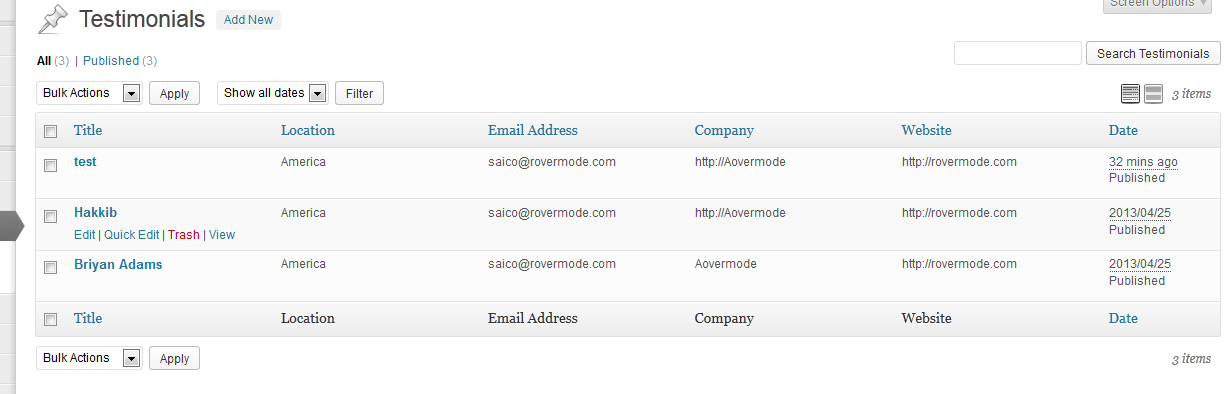 Screen Options ▼
Testimonials Add New
All (3) | Published (3)
Search Testimonials
Bulk Actions Apply Show all dates Filter 3 items
Title Location Email Address Company Website Date
test America saico@rovermode.com http://Aovermode http://rovermode.com 32 mins ago
Published
Hakkib America saico@rovermode.com http://Aovermode http://rovermode.com 2013/04/25
Edit | Quick Edit | Trash | View Published
Briyan Adams America saico@rovermode.com Aovermode http://rovermode.com 2013/04/25
Published
Title Location Email Address Company Website Date
Bulk Actions Apply 3 items